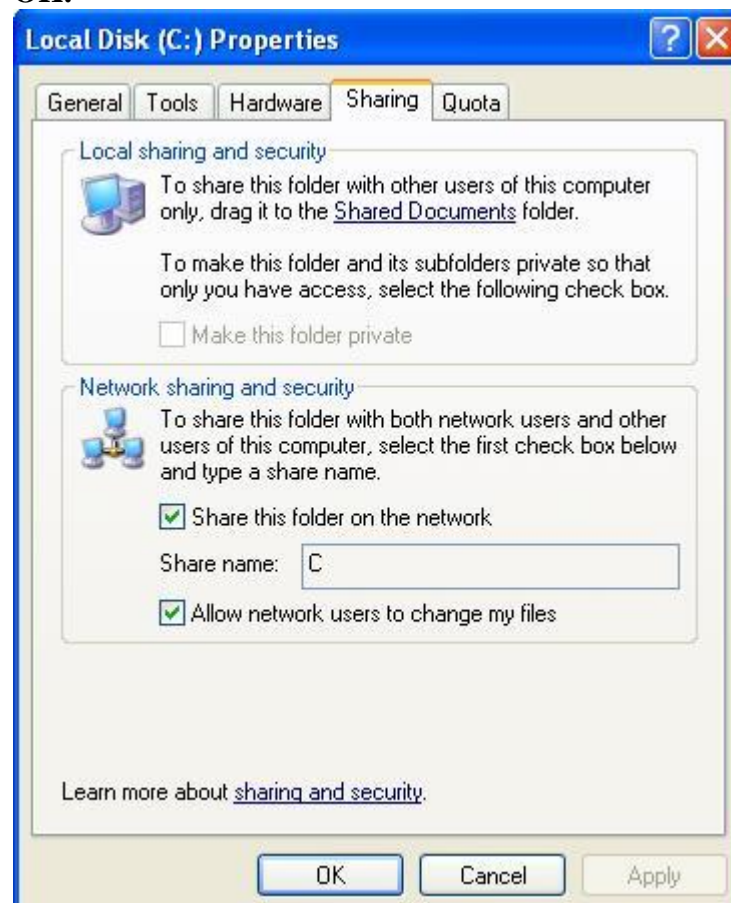 Local Disk (C:) Properties
General Tools Hardware Sharing Quota
Local sharing and security
To share this folder with other users of this computer
only, drag it to the Shared Documents folder.
To make this folder and its subfolders private so that
only you have access, select the following check box.
Make this folder private
Network sharing and security
To share this folder with both network users and other
users of this computer, select the first check box below
and type a share name.
Share this folder on the network
Share name: C
Allow network users to change my files
Learn more about sharing and security.
OK Cancel Apply